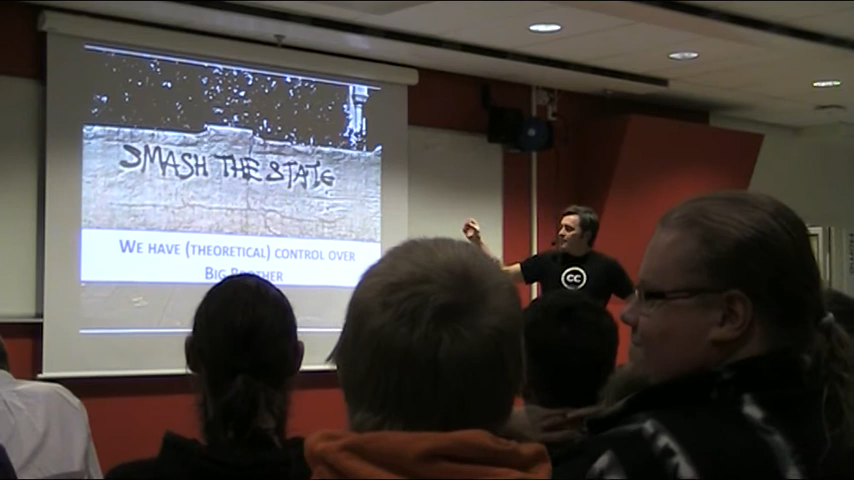 SMASH THE STATE
WE HAVE (THEORETICAL) CONTROL OVER
BIG BROTHER
cc